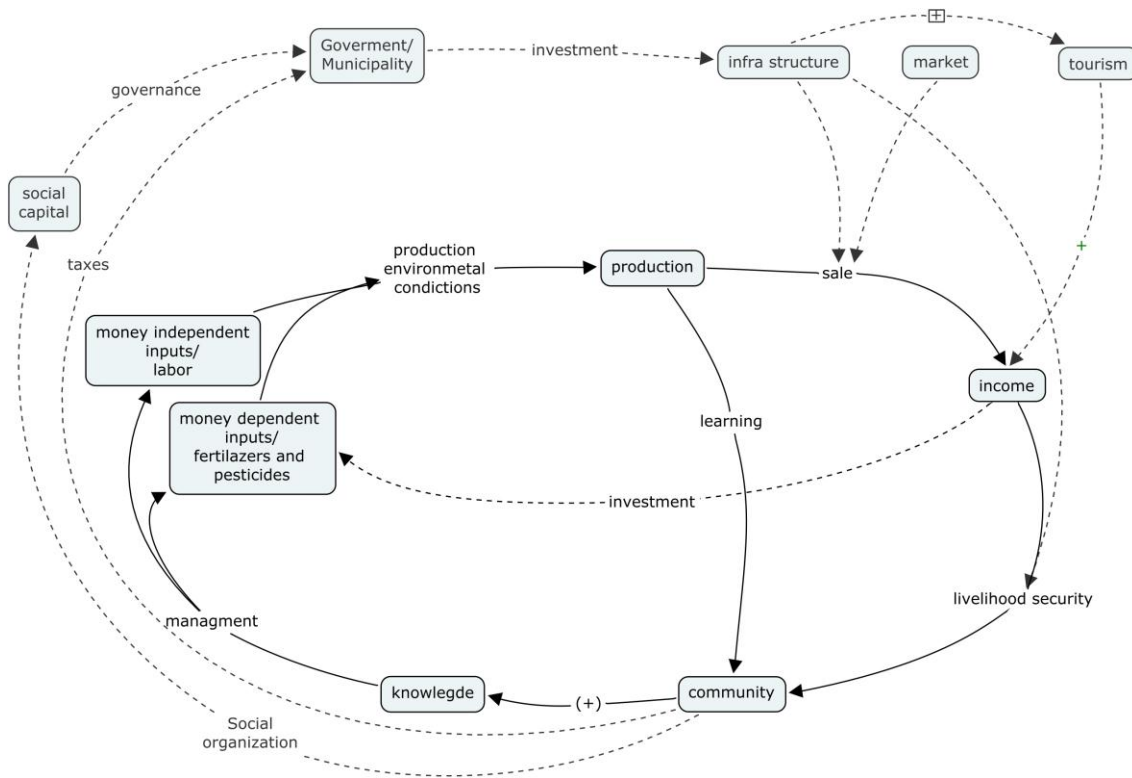 +
Goverment/
Municipality
investment
infra structure
market
tourism
governance
social
capital
taxes
+
production
environmetal
condictions
production
sale
money independent
inputs/
labor
income
money dependent
inputs/
fertilazers and
pesticides
learning
investment
livelihood security
managment
knowlegde
(+)
community
Social
organization